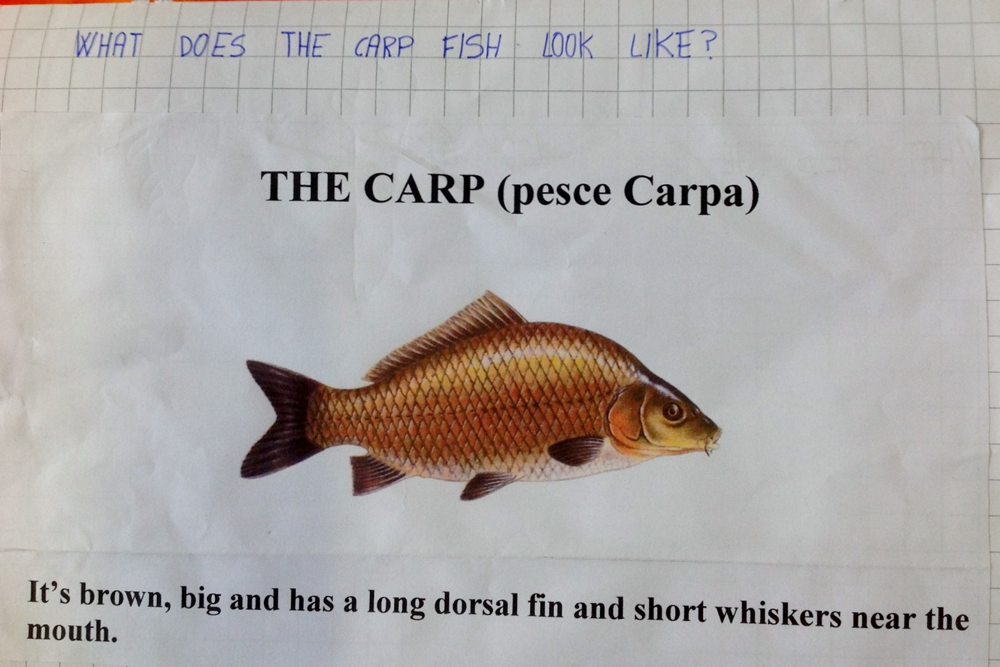 WHAT DOES THE CARP FISH LOOK LIKE?
THE CARP (pesce Carpa)
It's brown, big and has a long dorsal fin and short whiskers near the
mouth.